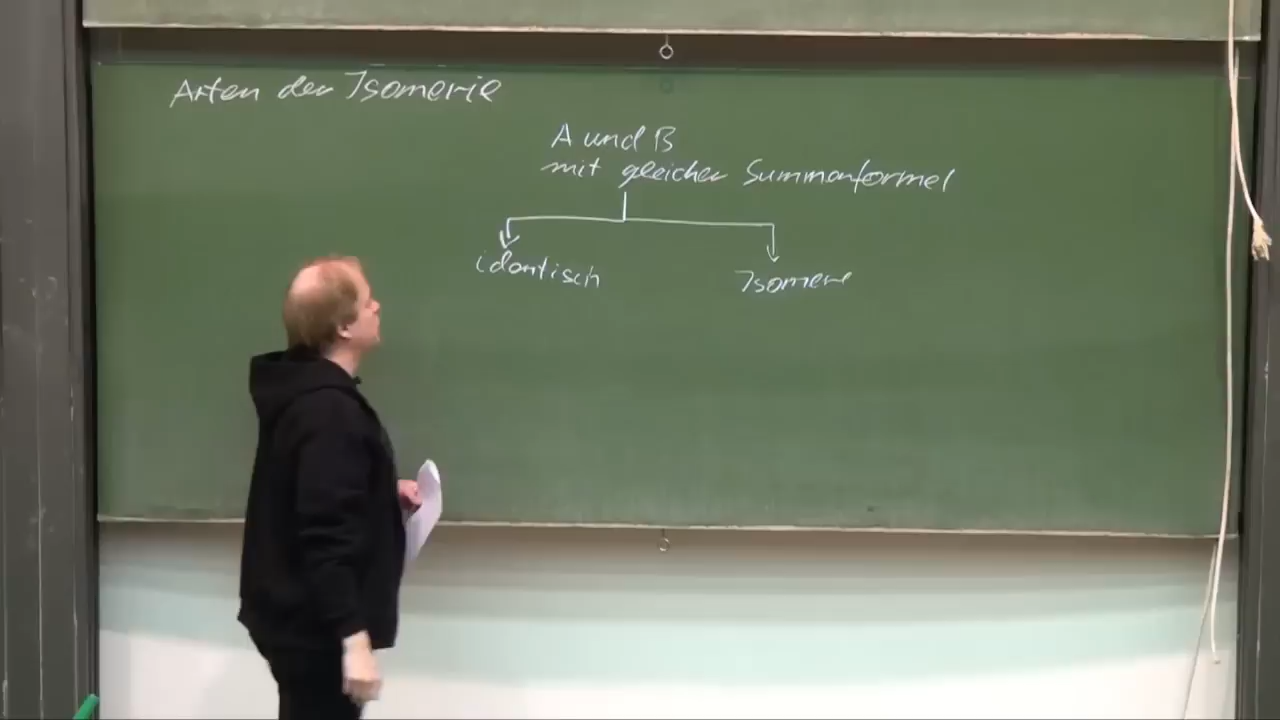 Arten der Isomerie
A und B
mit gleicher Summenformel
identisch
Isomere